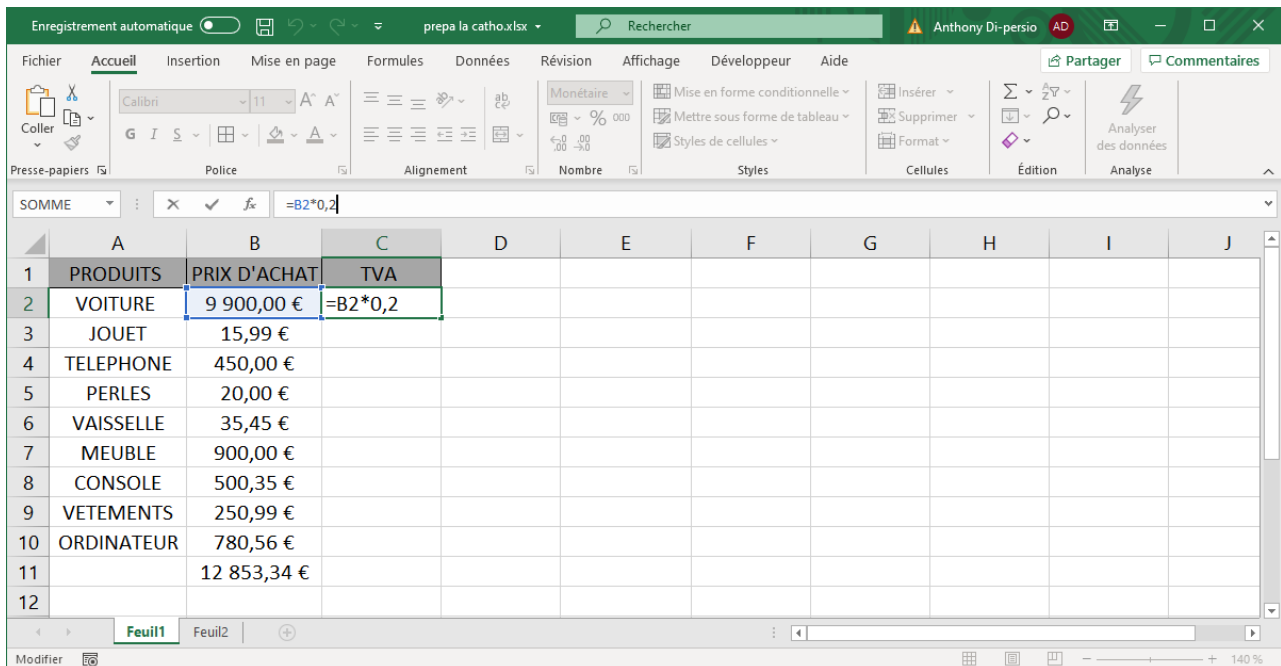 Enregistrement automatique prepa la catho.xlsx Rechercher Anthony Di-persio AD
Fichier Accueil Insertion Mise en page Formules Données Révision Affichage Développeur Aide Partager Commentaires
Coller Calibri 11 A^ Aˇ ab Monétaire Mise en forme conditionnelle Insérer Σ AZ Analyser des données
G I S A % 000 Mettre sous forme de tableau Supprimer
,00 Styles de cellules Format
Presse-papiers Police Alignement Nombre Styles Cellules Édition Analyse
SOMME fx =B2*0,2
A B C D E F G H I J
1 PRODUITS PRIX D'ACHAT TVA
2 VOITURE 9 900,00 € =B2*0,2
3 JOUET 15,99 €
4 TELEPHONE 450,00 €
5 PERLES 20,00 €
6 VAISSELLE 35,45 €
7 MEUBLE 900,00 €
8 CONSOLE 500,35 €
9 VETEMENTS 250,99 €
10 ORDINATEUR 780,56 €
11 12 853,34 €
12
Feuil1 Feuil2
Modifier 140 %